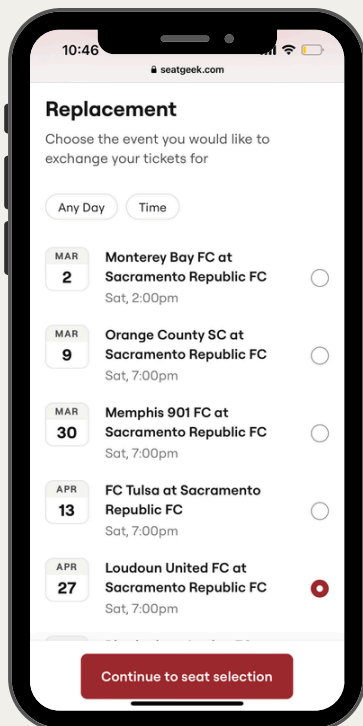 10:46
seatgeek.com
Replacement
Choose the event you would like to
exchange your tickets for
Any Day
Time
MAR
2
Monterey Bay FC at
Sacramento Republic FC
Sat, 2:00pm
MAR
9
Orange County SC at
Sacramento Republic FC
Sat, 7:00pm
MAR
30
Memphis 901 FC at
Sacramento Republic FC
Sat, 7:00pm
APR
13
FC Tulsa at Sacramento
Republic FC
Sat, 7:00pm
APR
27
Loudoun United FC at
Sacramento Republic FC
Sat, 7:00pm
Continue to seat selection